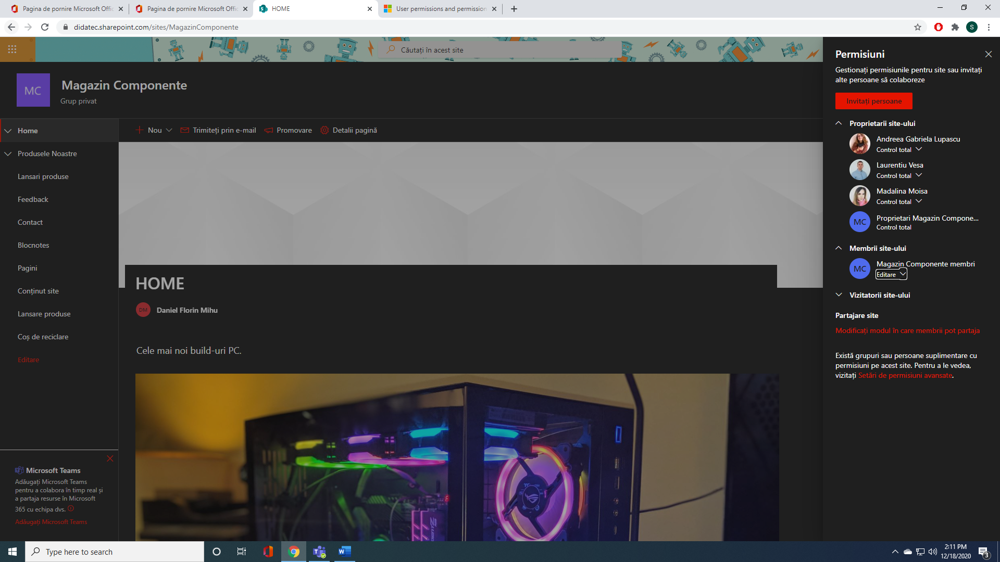 Pagina de pornire Microsoft Offic
Pagina de pornire Microsoft Offic
HOME
User permissions and permission
didatec.sharepoint.com/sites/MagazinComponente
S
Căutați în acest site
MC
Magazin Componente
Grup privat
Home
Produsele Noastre
Lansari produse
Feedback
Contact
Blocnotes
Pagini
Conținut site
Lansare produse
Coș de reciclare
Editare
Microsoft Teams
Adăugați Microsoft Teams
pentru a colabora în timp real și
a partaja resurse în Microsoft
365 cu echipa dvs.
Adăugați Microsoft Teams
Nou
Trimiteți prin e-mail
Promovare
Detalii pagină
HOME
DM
Daniel Florin Mihu
Cele mai noi build-uri PC.
Permisiuni
Gestionați permisiunile pentru site sau invitați
alte persoane să colaboreze
Invitați persoane
Proprietarii site-ului
Andreea Gabriela Lupascu
Control total
Laurentiu Vesa
Control total
Madalina Moisa
Control total
MC
Proprietari Magazin Compone...
Control total
Membrii site-ului
MC
Magazin Componente membri
Editare
Vizitatorii site-ului
Partajare site
Modificați modul în care membrii pot partaja
Există grupuri sau persoane suplimentare cu
permisiuni pe acest site. Pentru a le vedea,
vizitați Setări de permisiuni avansate.
Type here to search
2:11 PM
12/18/2020
3